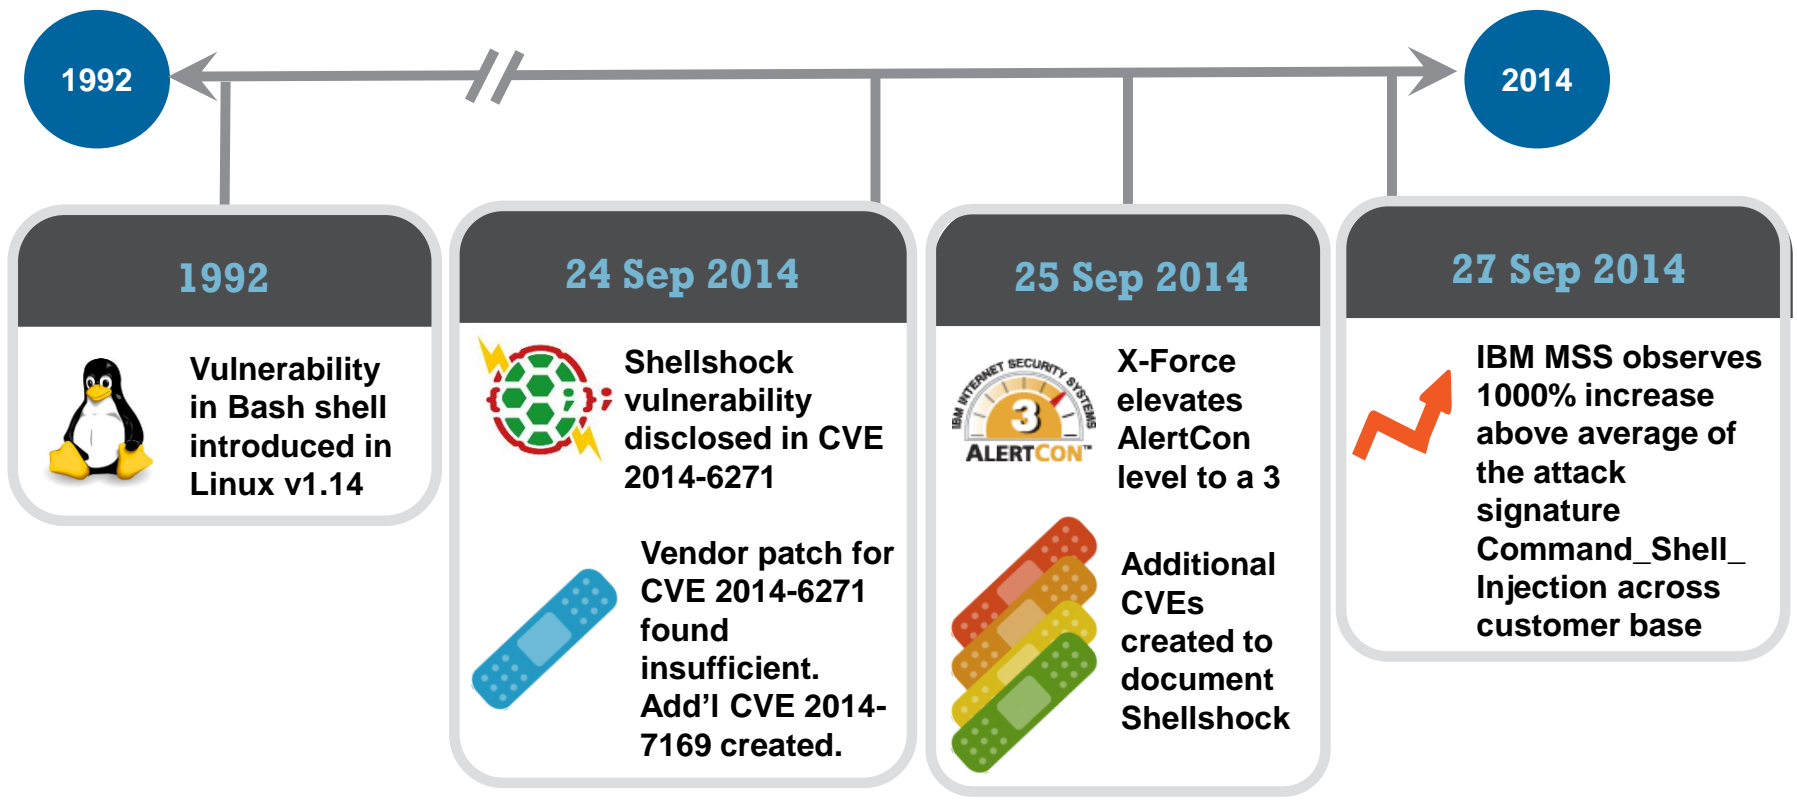 1992
2014
1992
Vulnerability
in Bash shell
introduced in
Linux v1.14
24 Sep 2014
Shellshock
vulnerability
disclosed in CVE
2014-6271
Vendor patch for
CVE 2014-6271
found
insufficient.
Add’l CVE 2014-
7169 created.
25 Sep 2014
IBM INTERNET SECURITY SYSTEMS
3
ALERTCON™
X-Force
elevates
AlertCon
level to a 3
Additional
CVEs
created to
document
Shellshock
27 Sep 2014
IBM MSS observes
1000% increase
above average of
the attack
signature
Command_Shell_
Injection across
customer base